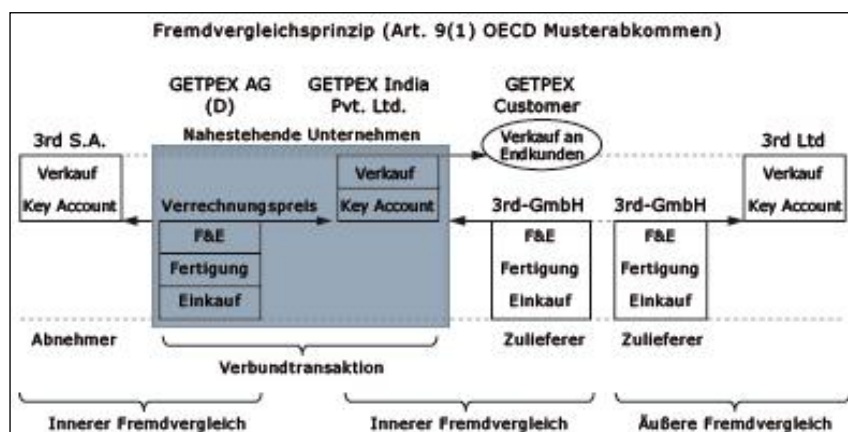 Fremdvergleichsprinzip (Art. 9(1) OECD Musterabkommen)
GETPEX AG
(D)
GETPEX India
Pvt. Ltd.
GETPEX
Customer
Nahestehende Unternehmen
Verkauf an
Endkunden
3rd S.A.
3rd Ltd
Verkauf
Key Account
Verrechnungspreis
Verkauf
Key Account
3rd-GmbH
3rd-GmbH
Verkauf
Key Account
F&E
Fertigung
Einkauf
F&E
Fertigung
Einkauf
F&E
Fertigung
Einkauf
Abnehmer
Zulieferer
Zulieferer
Verbundtransaktion
Innerer Fremdvergleich
Innerer Fremdvergleich
Äußere Fremdvergleich